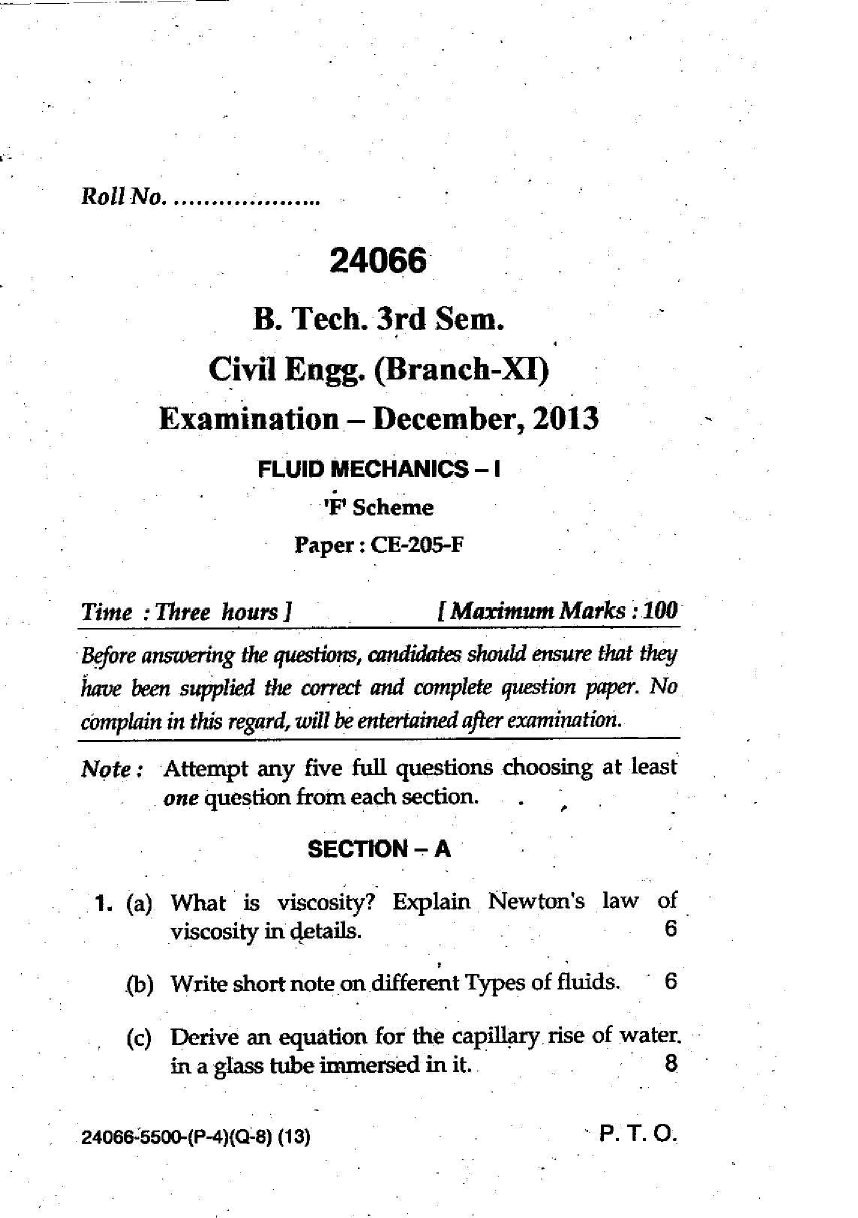 Roll No. ....................
24066
B. Tech. 3rd Sem.
Civil Engg. (Branch-XI)
Examination – December, 2013
FLUID MECHANICS – I
'F' Scheme
Paper : CE-205-F
Time : Three hours ] [ Maximum Marks : 100
Before answering the questions, candidates should ensure that they
have been supplied the correct and complete question paper. No
complain in this regard, will be entertained after examination.
Note : Attempt any five full questions choosing at least
one question from each section.
SECTION – A
1. (a) What is viscosity? Explain Newton's law of
viscosity in details. 6
(b) Write short note on different Types of fluids. 6
(c) Derive an equation for the capillary rise of water
in a glass tube immersed in it. 8
24066-5500-(P-4)(Q-8) (13) P. T. O.